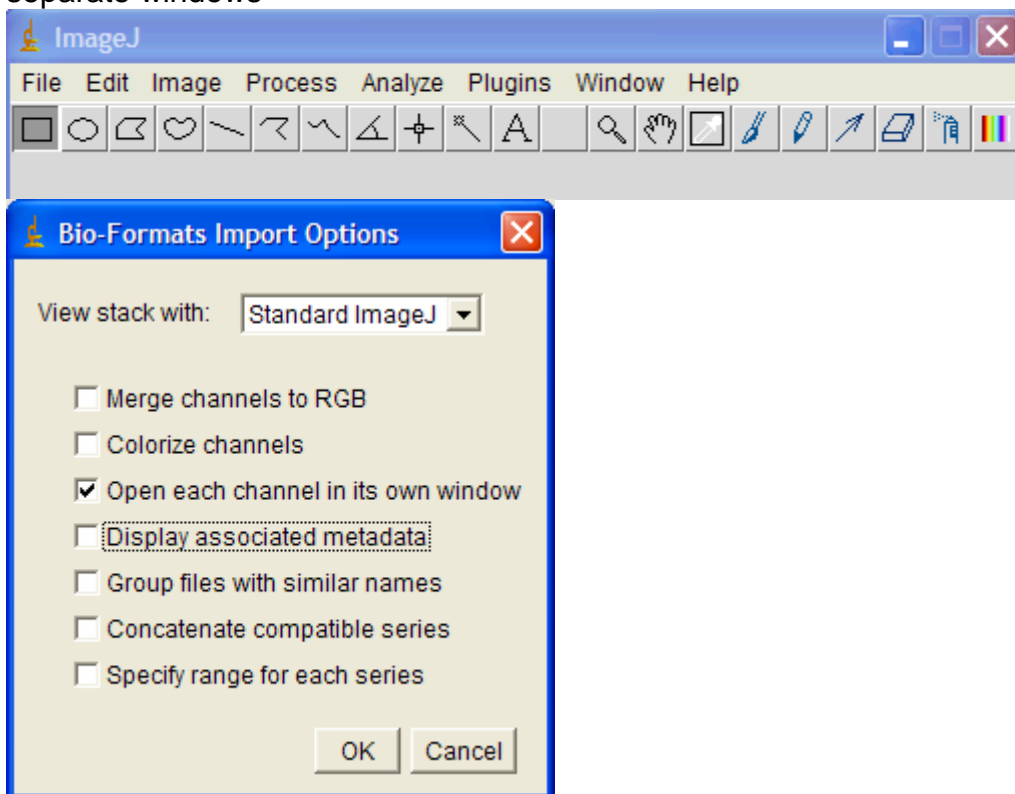 separate windows
ImageJ
File Edit Image Process Analyze Plugins Window Help
A
Bio-Formats Import Options
View stack with: Standard ImageJ
Merge channels to RGB
Colorize channels
Open each channel in its own window
Display associated metadata
Group files with similar names
Concatenate compatible series
Specify range for each series
OK Cancel